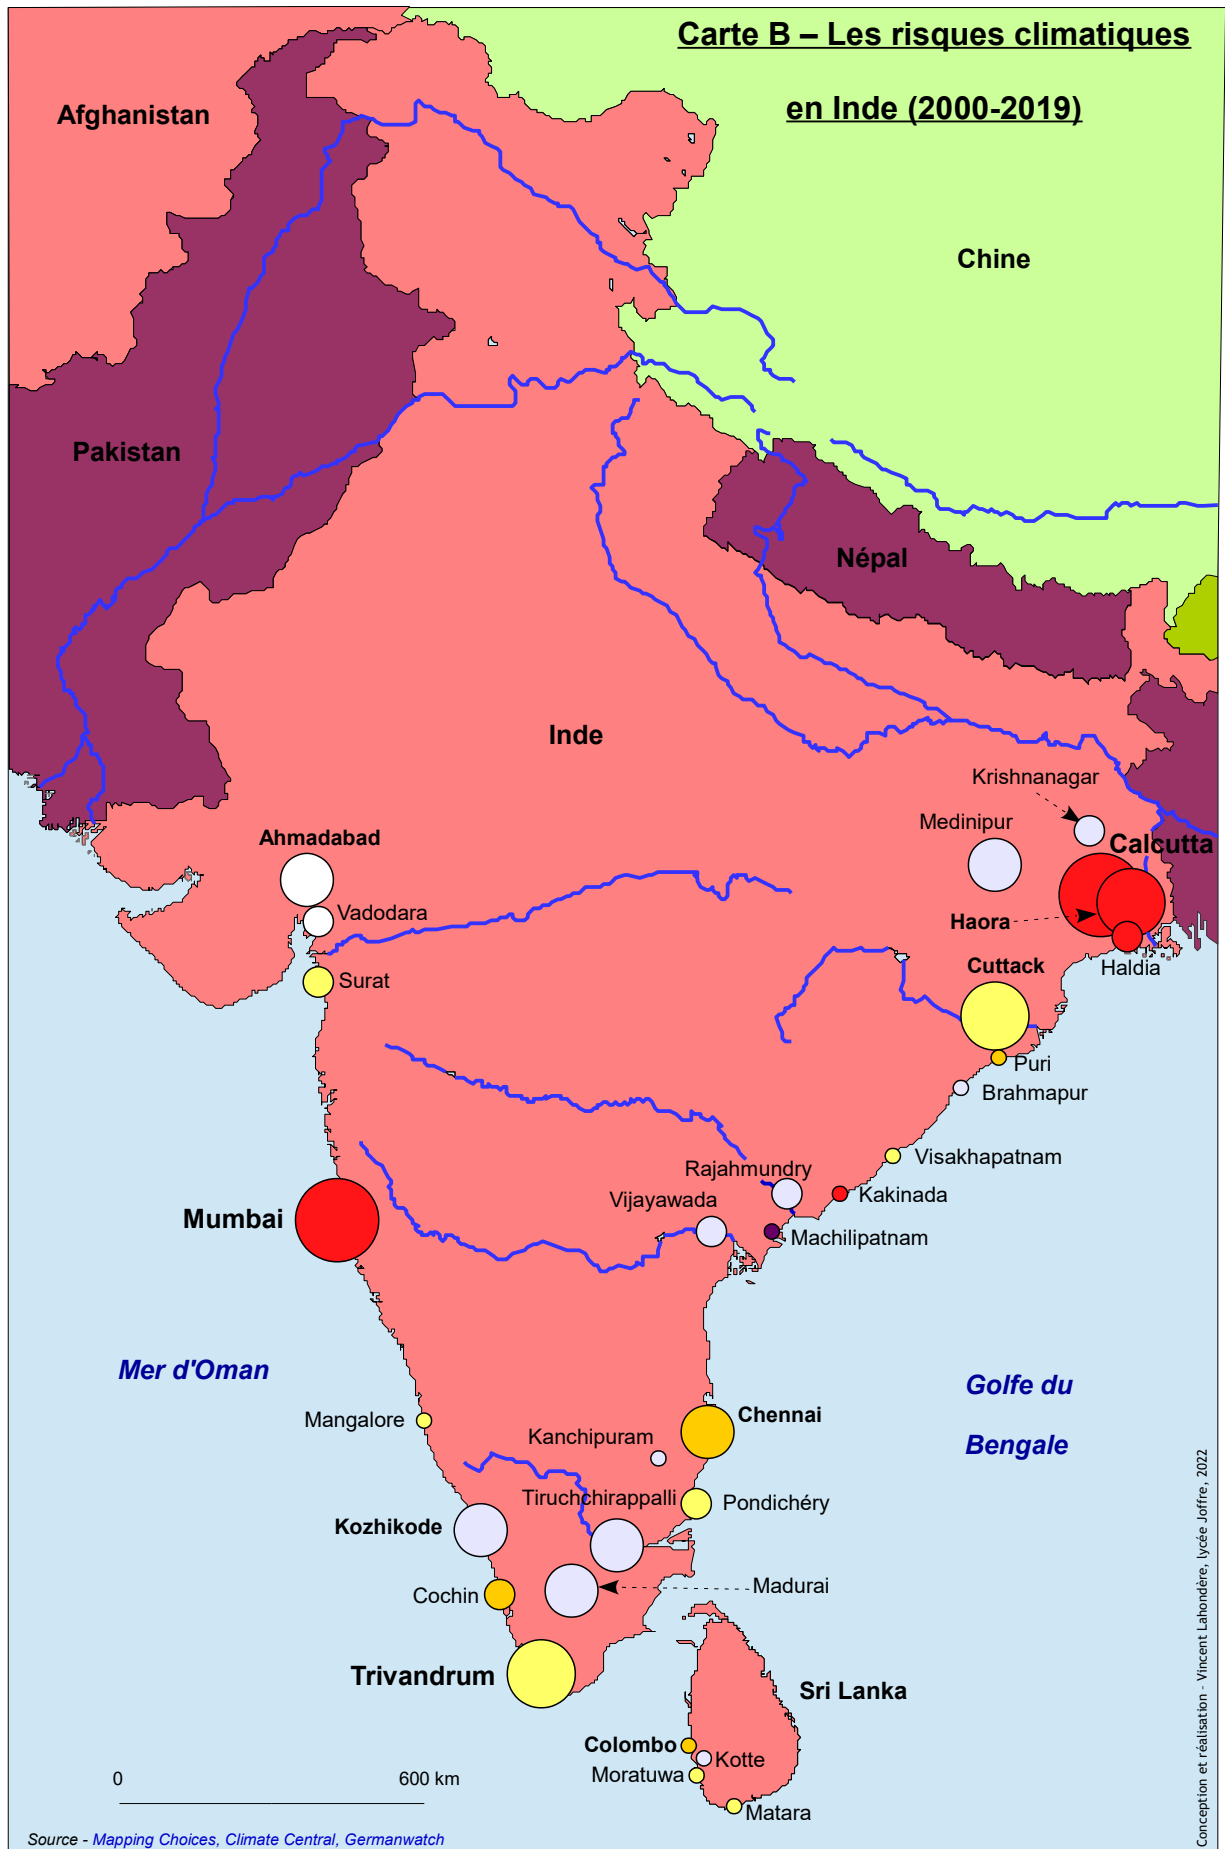 Carte B – Les risques climatiques
en Inde (2000-2019)
Afghanistan
Chine
Pakistan
Népal
Inde
Krishnanagar
Medinipur
Calcutta
Ahmadabad
Vadodara
Haora
Haldia
Cuttack
Surat
Puri
Brahmapur
Visakhapatnam
Rajahmundry
Kakinada
Vijayawada
Mumbai
Machilipatnam
Mer d'Oman
Golfe du
Bengale
Chennai
Mangalore
Kanchipuram
Tiruchchirappalli
Pondichéry
Kozhikode
Madurai
Cochin
Trivandrum
Sri Lanka
Colombo
Kotte
Moratuwa
Matara
0 600 km
Source - Mapping Choices, Climate Central, Germanwatch
Conception et réalisation - Vincent Lahondère, lycée Joffre, 2022